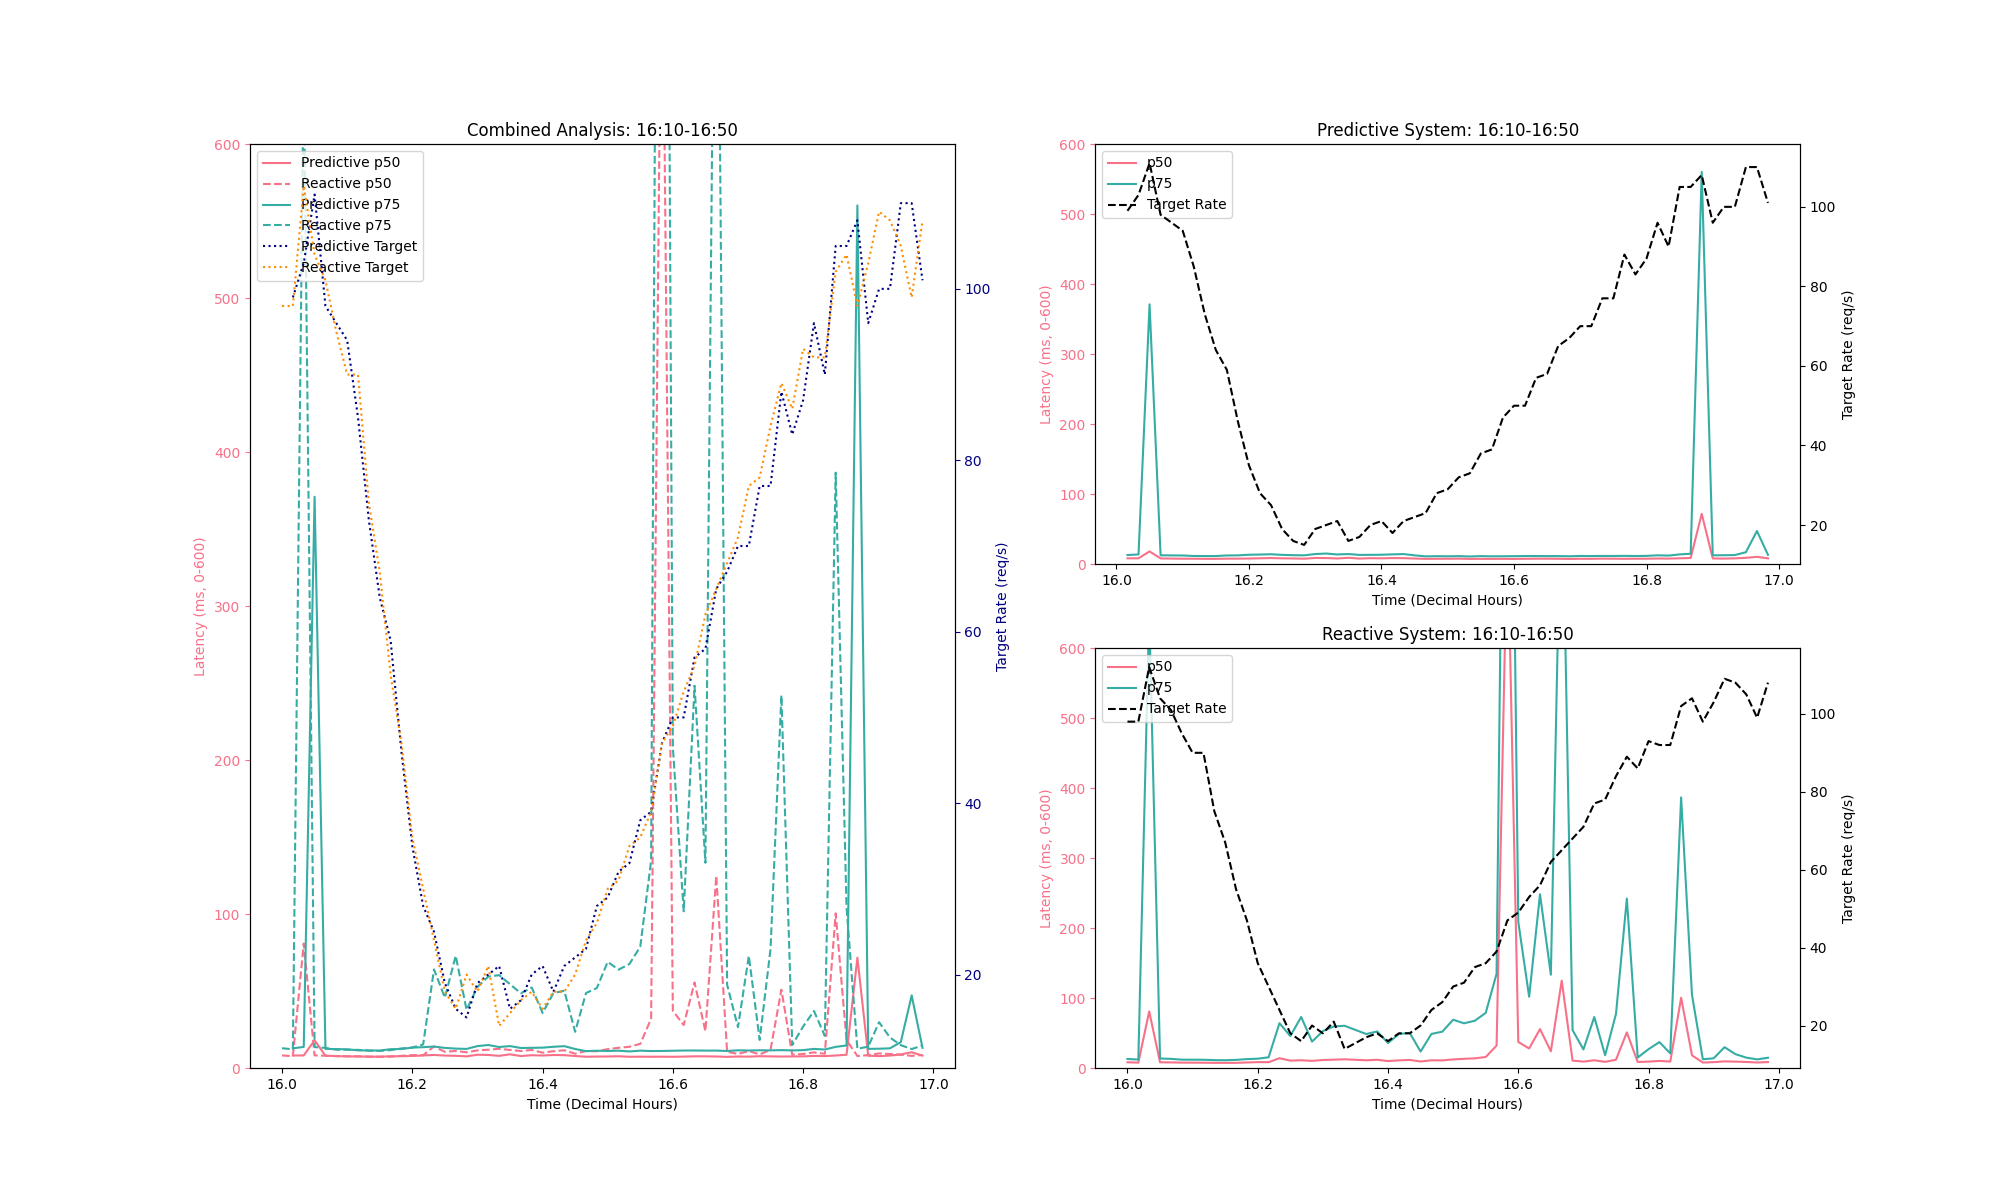 Combined Analysis: 16:10-16:50
Predictive p50
Reactive p50
Predictive p75
Reactive p75
Predictive Target
Reactive Target
600
500
400
300
200
100
0
Latency (ms, 0-600)
100
80
60
40
20
Target Rate (req/s)
16.0 16.2 16.4 16.6 16.8 17.0
Time (Decimal Hours)
Predictive System: 16:10-16:50
p50
p75
Target Rate
600
500
400
300
200
100
0
Latency (ms, 0-600)
100
80
60
40
20
Target Rate (req/s)
16.0 16.2 16.4 16.6 16.8 17.0
Time (Decimal Hours)
Reactive System: 16:10-16:50
p50
p75
Target Rate
600
500
400
300
200
100
0
Latency (ms, 0-600)
100
80
60
40
20
Target Rate (req/s)
16.0 16.2 16.4 16.6 16.8 17.0
Time (Decimal Hours)